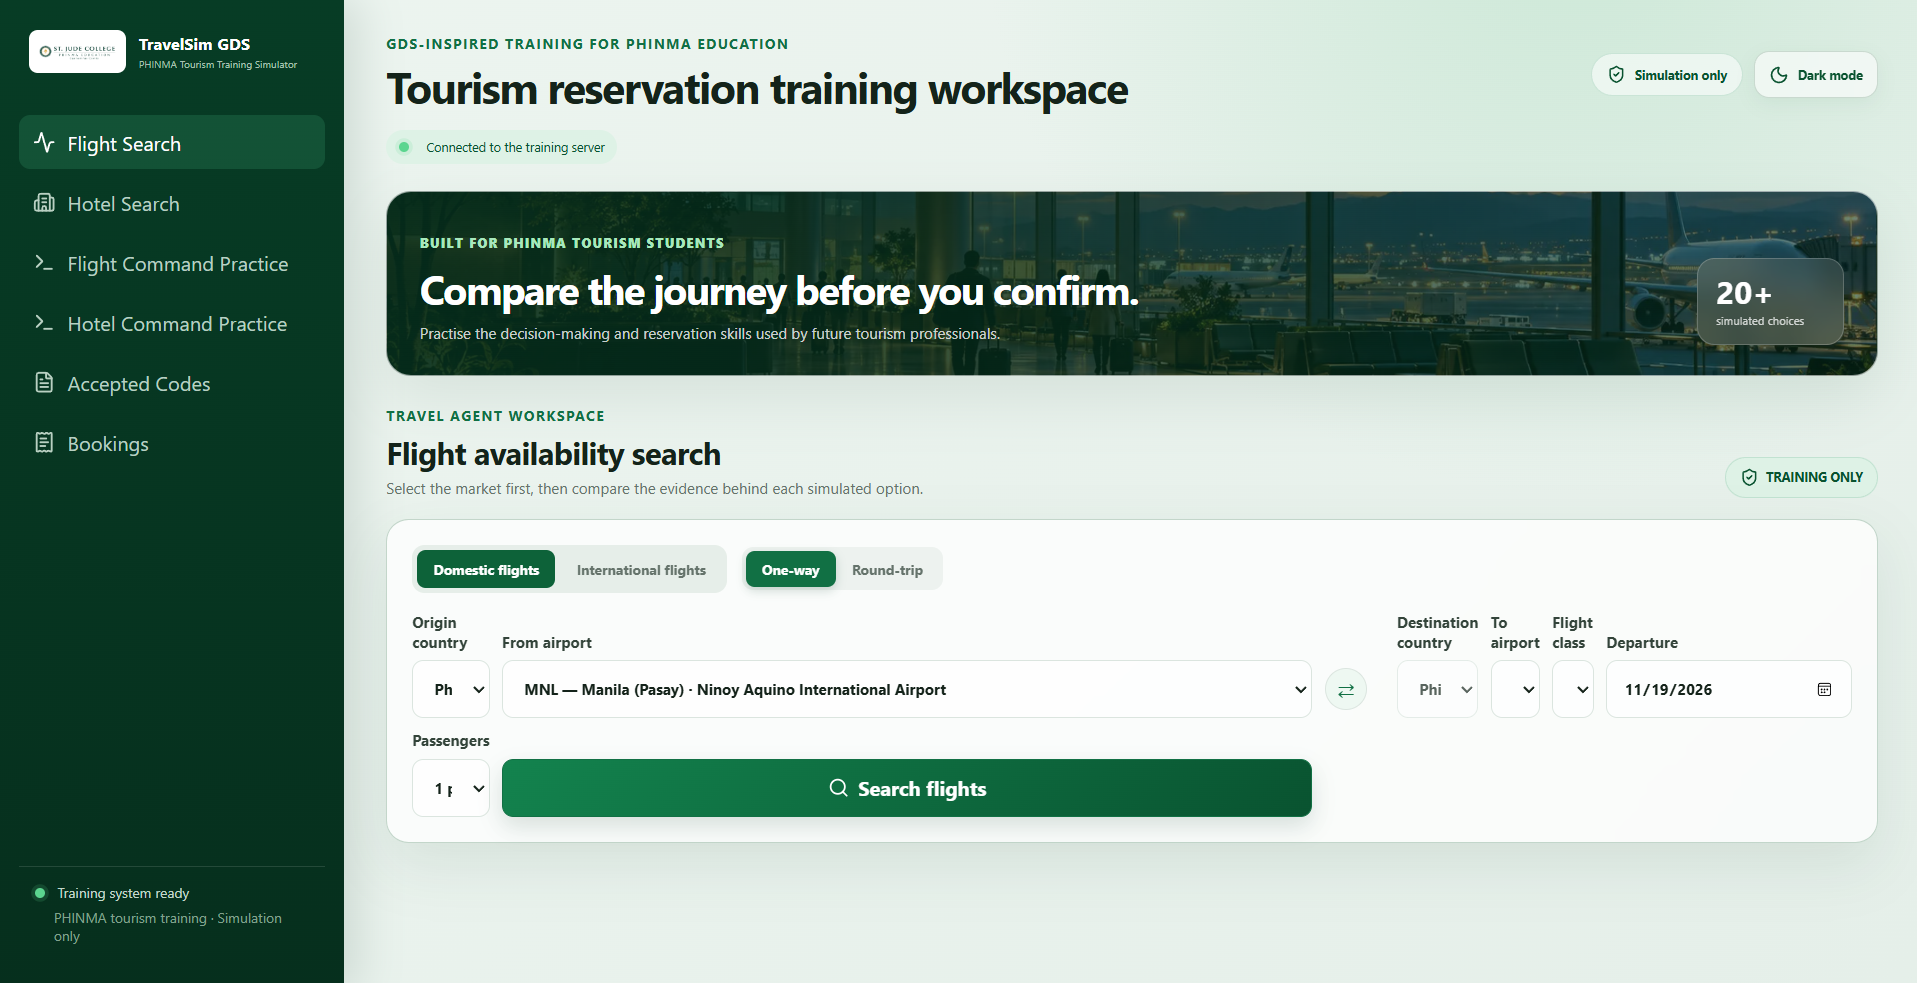 ST. JUDE COLLEGE
PHINMA EDUCATION
TravelSim GDS
PHINMA Tourism Training Simulator
Flight Search
Hotel Search
Flight Command Practice
Hotel Command Practice
Accepted Codes
Bookings
Training system ready
PHINMA tourism training · Simulation
only
GDS-INSPIRED TRAINING FOR PHINMA EDUCATION
Tourism reservation training workspace
Simulation only
Dark mode
Connected to the training server
BUILT FOR PHINMA TOURISM STUDENTS
Compare the journey before you confirm.
Practise the decision-making and reservation skills used by future tourism professionals.
20+
simulated choices
TRAVEL AGENT WORKSPACE
Flight availability search
Select the market first, then compare the evidence behind each simulated option.
TRAINING ONLY
Domestic flights
International flights
One-way
Round-trip
Origin
country
From airport
Destination
country
To
airport
Flight
class
Departure
Ph
MNL — Manila (Pasay) · Ninoy Aquino International Airport
Phi
11/19/2026
Passengers
1 p
Search flights